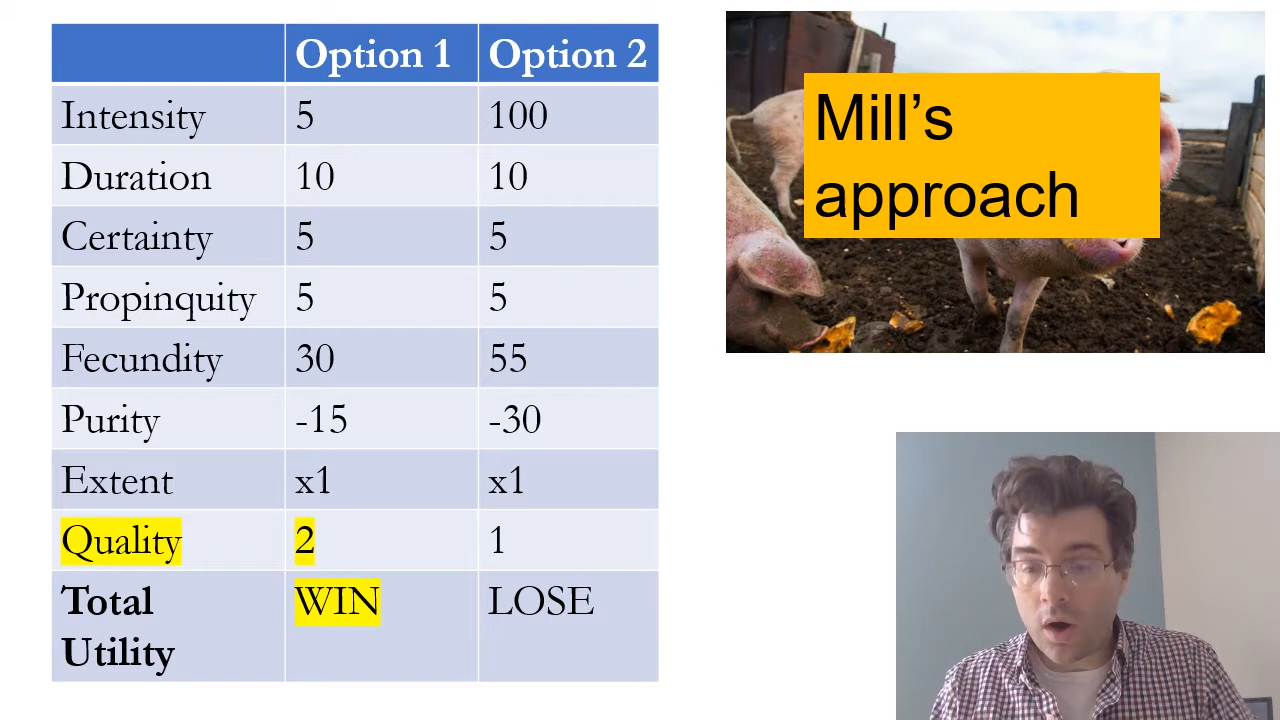 Option 1 Option 2
Intensity 5 100
Duration 10 10
Certainty 5 5
Propinquity 5 5
Fecundity 30 55
Purity -15 -30
Extent x1 x1
Quality 2 1
Total WIN LOSE
Utility
Mill’s
approach